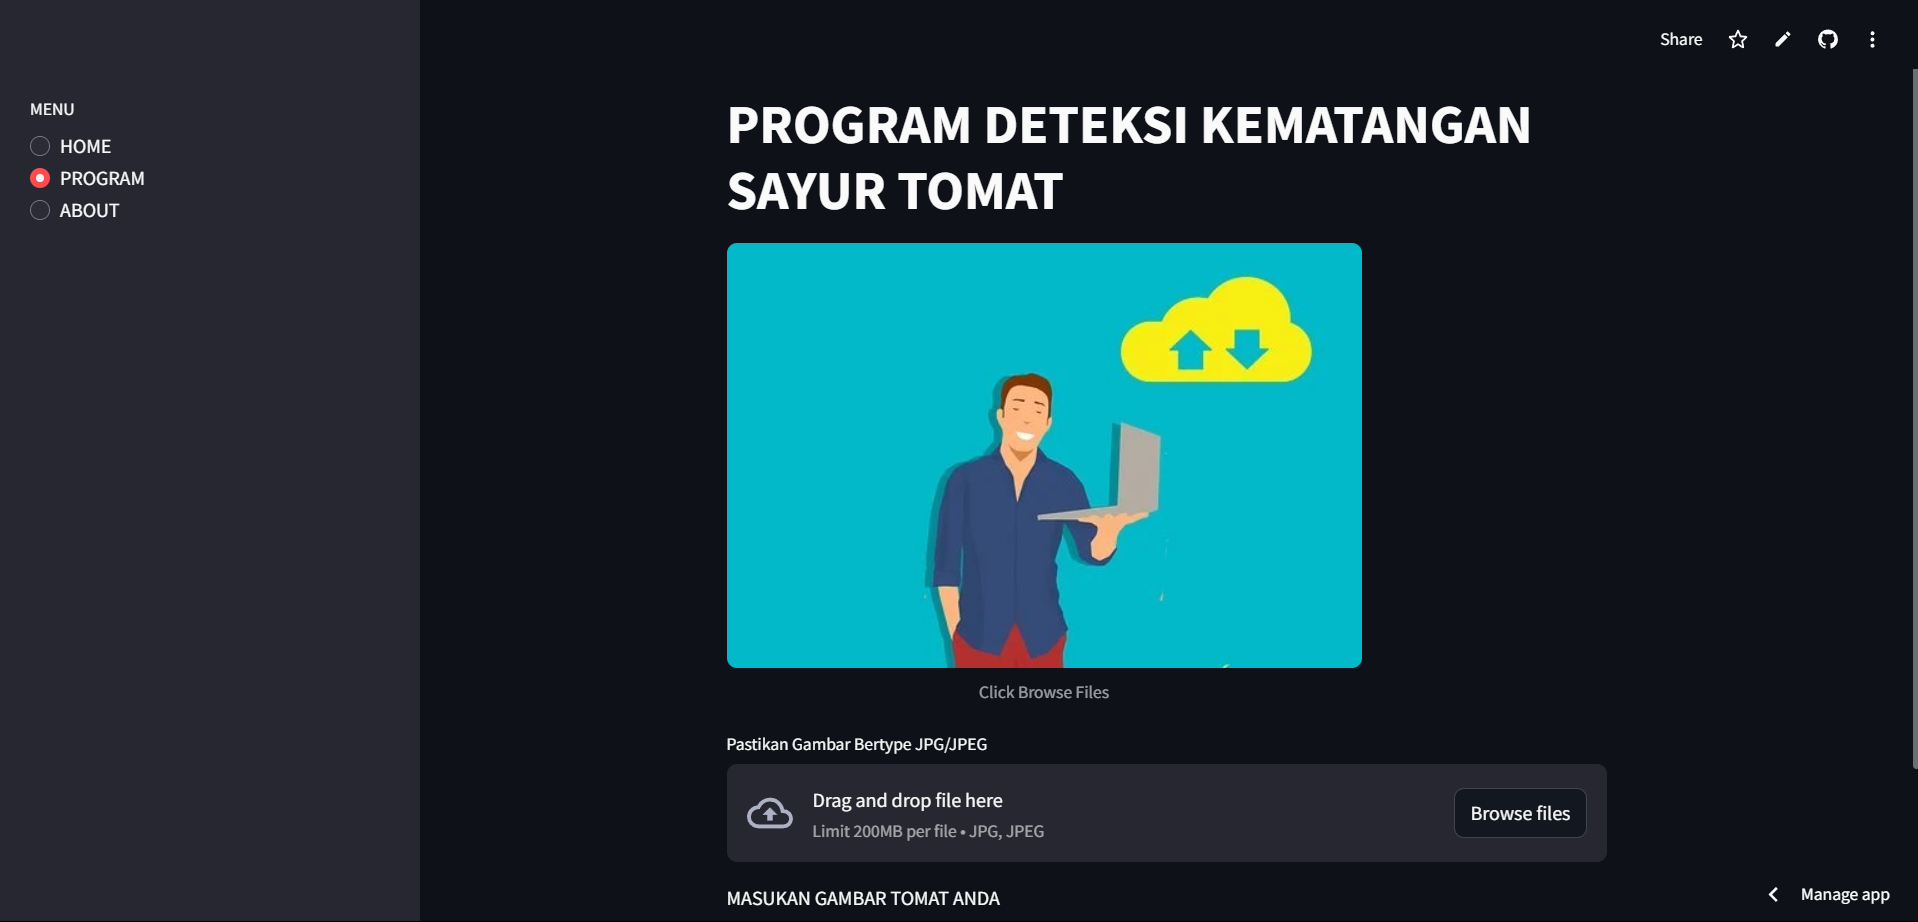 Share
MENU
HOME
PROGRAM
ABOUT
PROGRAM DETEKSI KEMATANGAN
SAYUR TOMAT
Click Browse Files
Pastikan Gambar Bertype JPG/JPEG
Drag and drop file here
Limit 200MB per file • JPG, JPEG
Browse files
MASUKAN GAMBAR TOMAT ANDA
Manage app